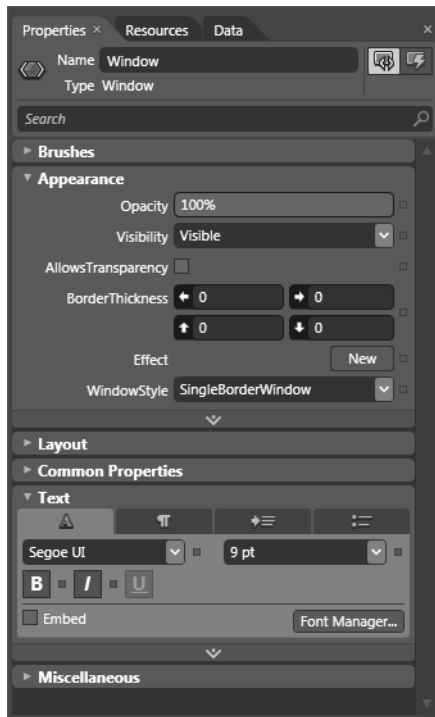 Properties × Resources Data ×
Name Window
Type Window
Search
Brushes
Appearance
Opacity 100%
Visibility Visible
AllowsTransparency
BorderThickness 0 0
0 0
Effect New
WindowStyle SingleBorderWindow
Layout
Common Properties
Text
A ¶
Segoe UI 9 pt
B I U
Embed Font Manager...
Miscellaneous